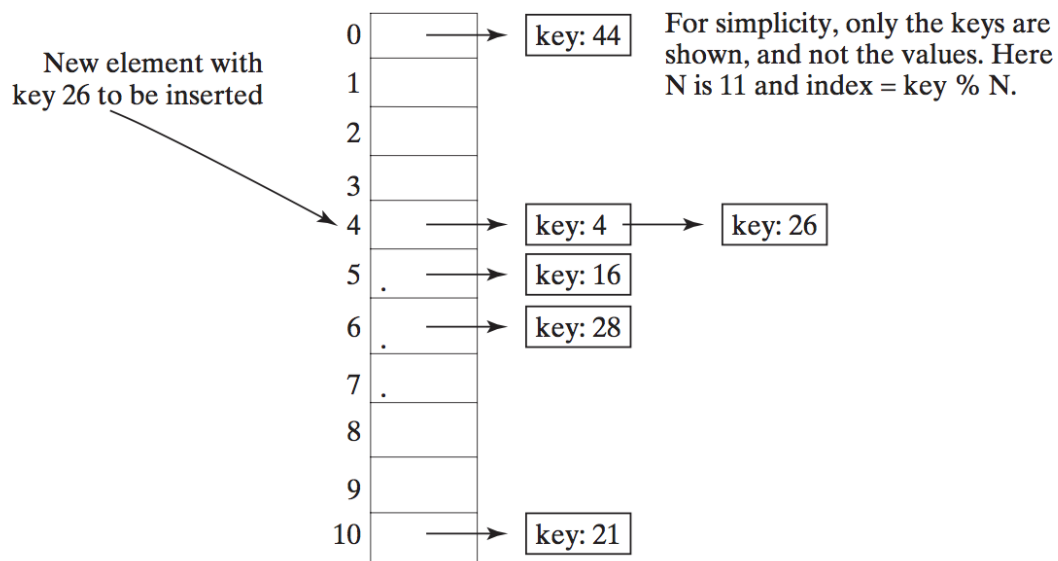 New element with
key 26 to be inserted
For simplicity, only the keys are
shown, and not the values. Here
N is 11 and index = key % N.
0 key: 44
1
2
3
4 key: 4 key: 26
5 . key: 16
6 . key: 28
7 .
8
9
10 key: 21